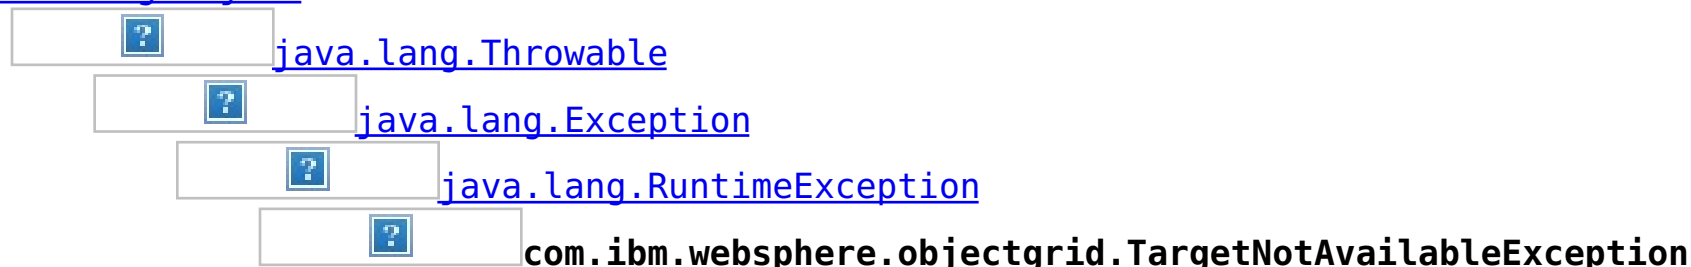 java.lang.Throwable
java.lang.Exception
java.lang.RuntimeException
com.ibm.websphere.objectgrid.TargetNotAvailableException